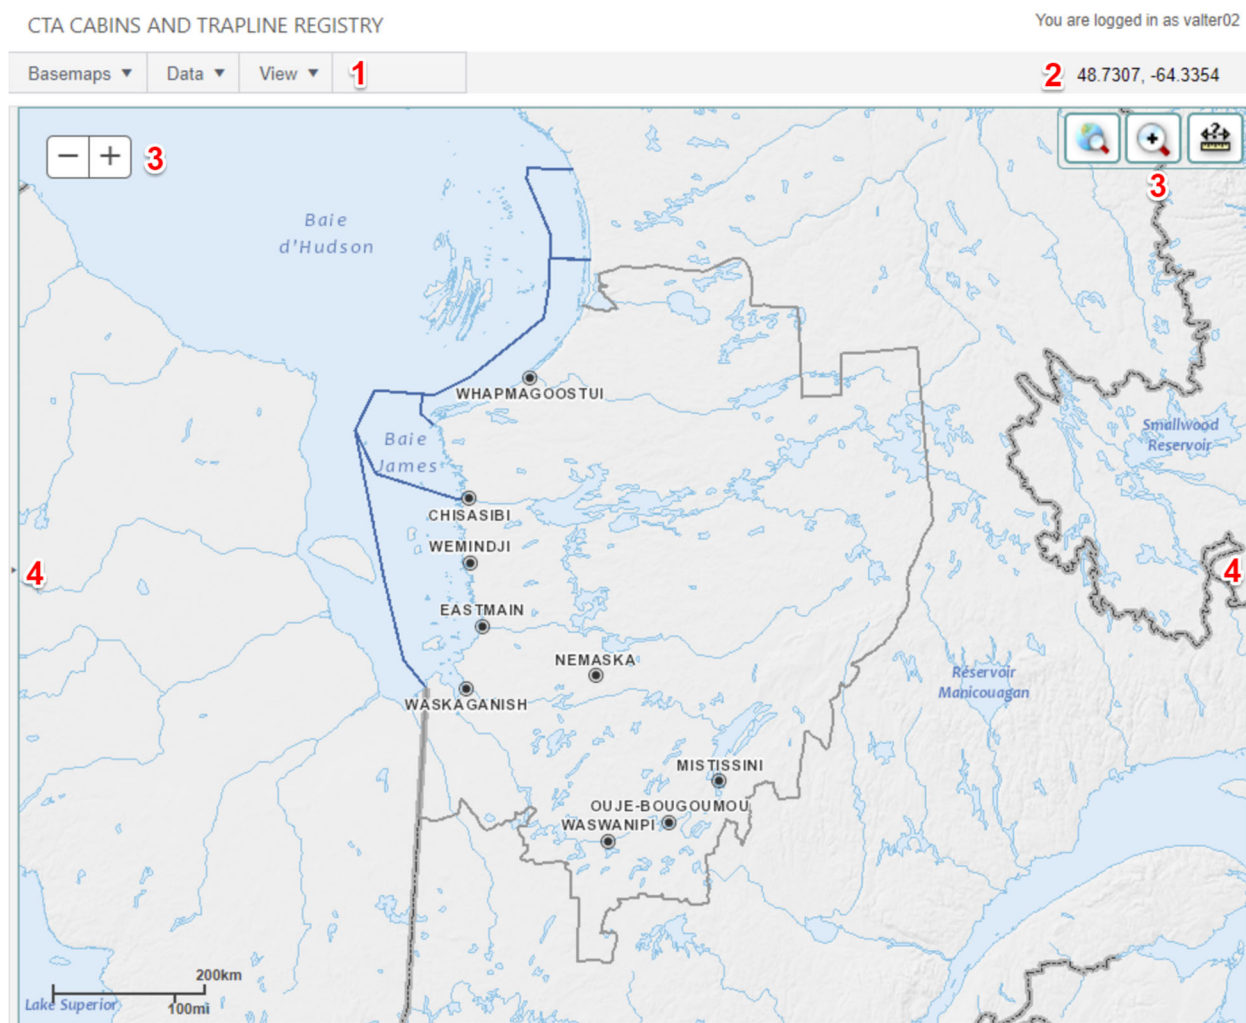 CTA CABINS AND TRAPLINE REGISTRY
You are logged in as valter02
Basemaps ▼ Data ▼ View ▼ 1
2 48.7307, -64.3354
− + 3
3
Baie
d'Hudson
WHAPMAGOOSTUI
Smallwood
Reservoir
Baie
James
CHISASIBI
WEMINDJI
4
4
EASTMAIN
NEMASKA
Réservoir
Manicouagan
WASKAGANISH
MISTISSINI
OUJE-BOUGOUMOU
WASWANIPI
200km
Lake Superior
100mi